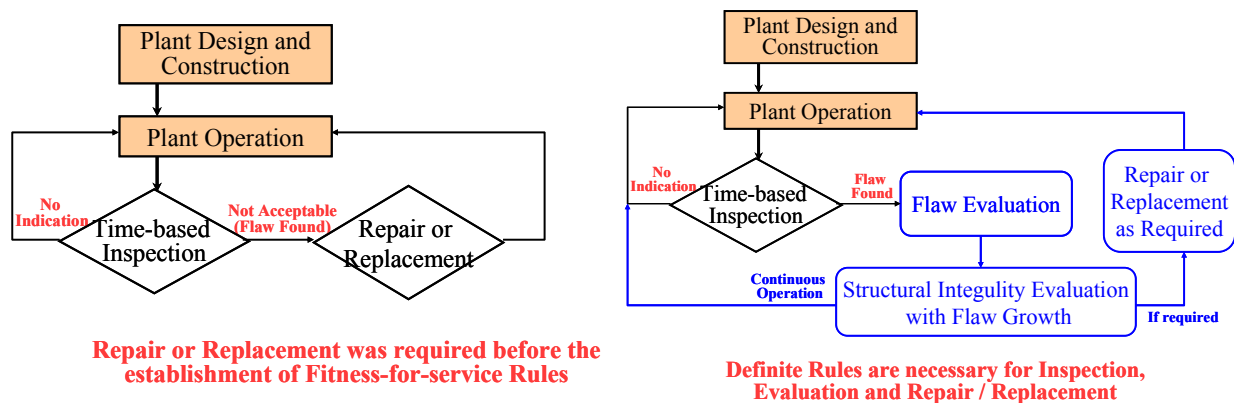 Plant Design and
Construction
Plant Operation
No
Indication
Time-based
Inspection
Not Acceptable
(Flaw Found)
Repair or
Replacement
Repair or Replacement was required before the
establishment of Fitness-for-service Rules
Plant Design and
Construction
Plant Operation
No
Indication
Time-based
Inspection
Flaw
Found
Flaw Evaluation
Repair or
Replacement
as Required
Continuous
Operation
Structural Integulity Evaluation
with Flaw Growth
If required
Definite Rules are necessary for Inspection,
Evaluation and Repair / Replacement